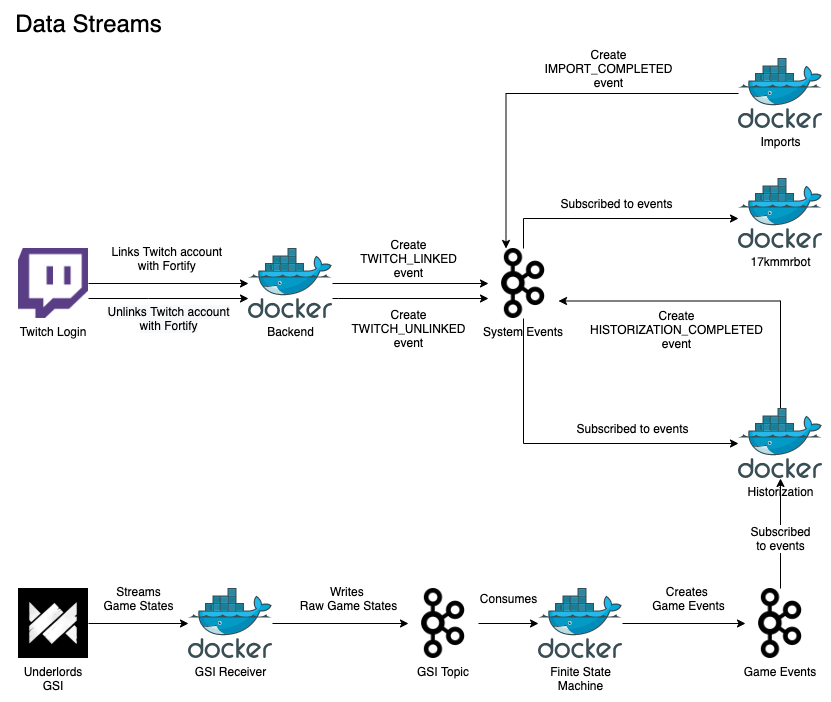 Data Streams
Create
IMPORT_COMPLETED
event
docker
Imports
Subscribed to events
docker
17kmmrbot
Links Twitch account
with Fortify
Create
TWITCH_LINKED
event
docker
Unlinks Twitch account
with Fortify
Create
TWITCH_UNLINKED
event
Twitch Login
Backend
System Events
Create
HISTORIZATION_COMPLETED
event
Subscribed to events
docker
Historization
Subscribed
to events
Streams
Game States
Writes
Raw Game States
Consumes
Creates
Game Events
docker
docker
Underlords
GSI
GSI Receiver
GSI Topic
Finite State
Machine
Game Events